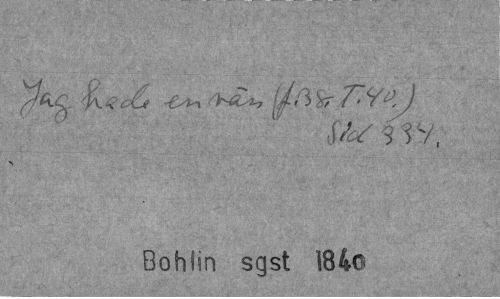 Jag hade en vän (f.38. T.40.)
Sid 334.
Bohlin sgst 1840